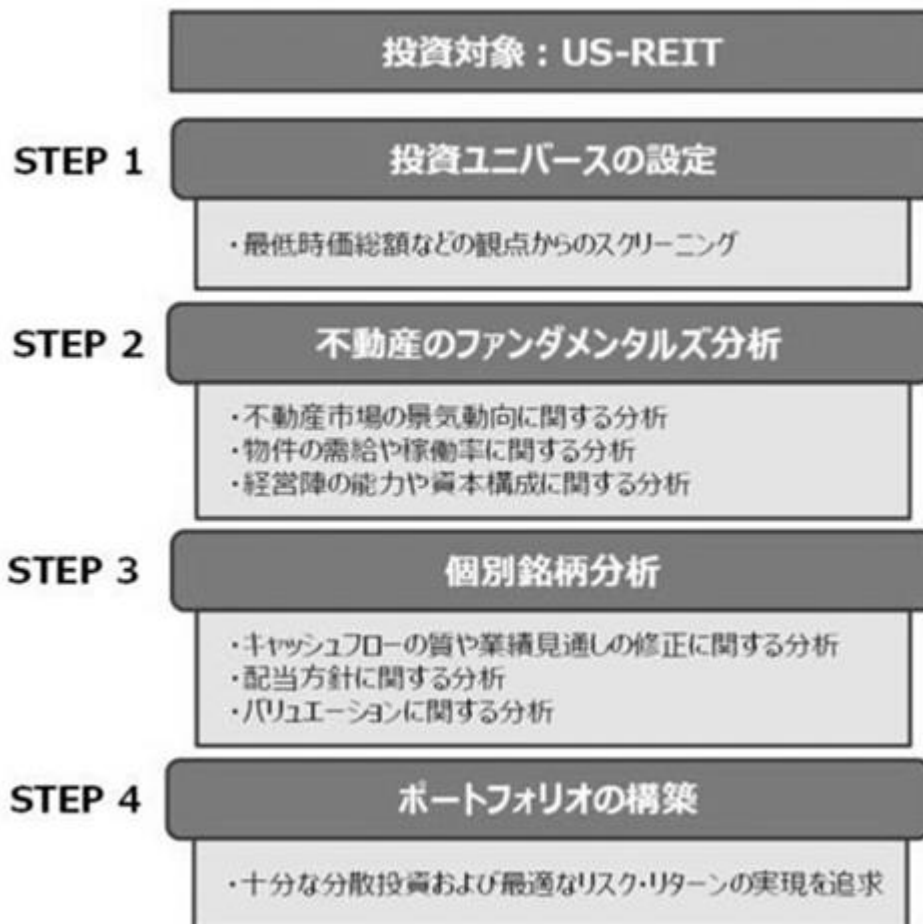 投資対象：US-REIT
STEP 1
投資ユニバースの設定
・最低時価総額などの観点からのスクリーニング
STEP 2
不動産のファンダメンタルズ分析
・不動産市場の景気動向に関する分析
・物件の需給や稼働率に関する分析
・経営陣の能力や資本構成に関する分析
STEP 3
個別銘柄分析
・キャッシュフローの質や業績見通しの修正に関する分析
・配当方針に関する分析
・バリュエーションに関する分析
STEP 4
ポートフォリオの構築
・十分な分散投資および最適なリスク・リターンの実現を追求